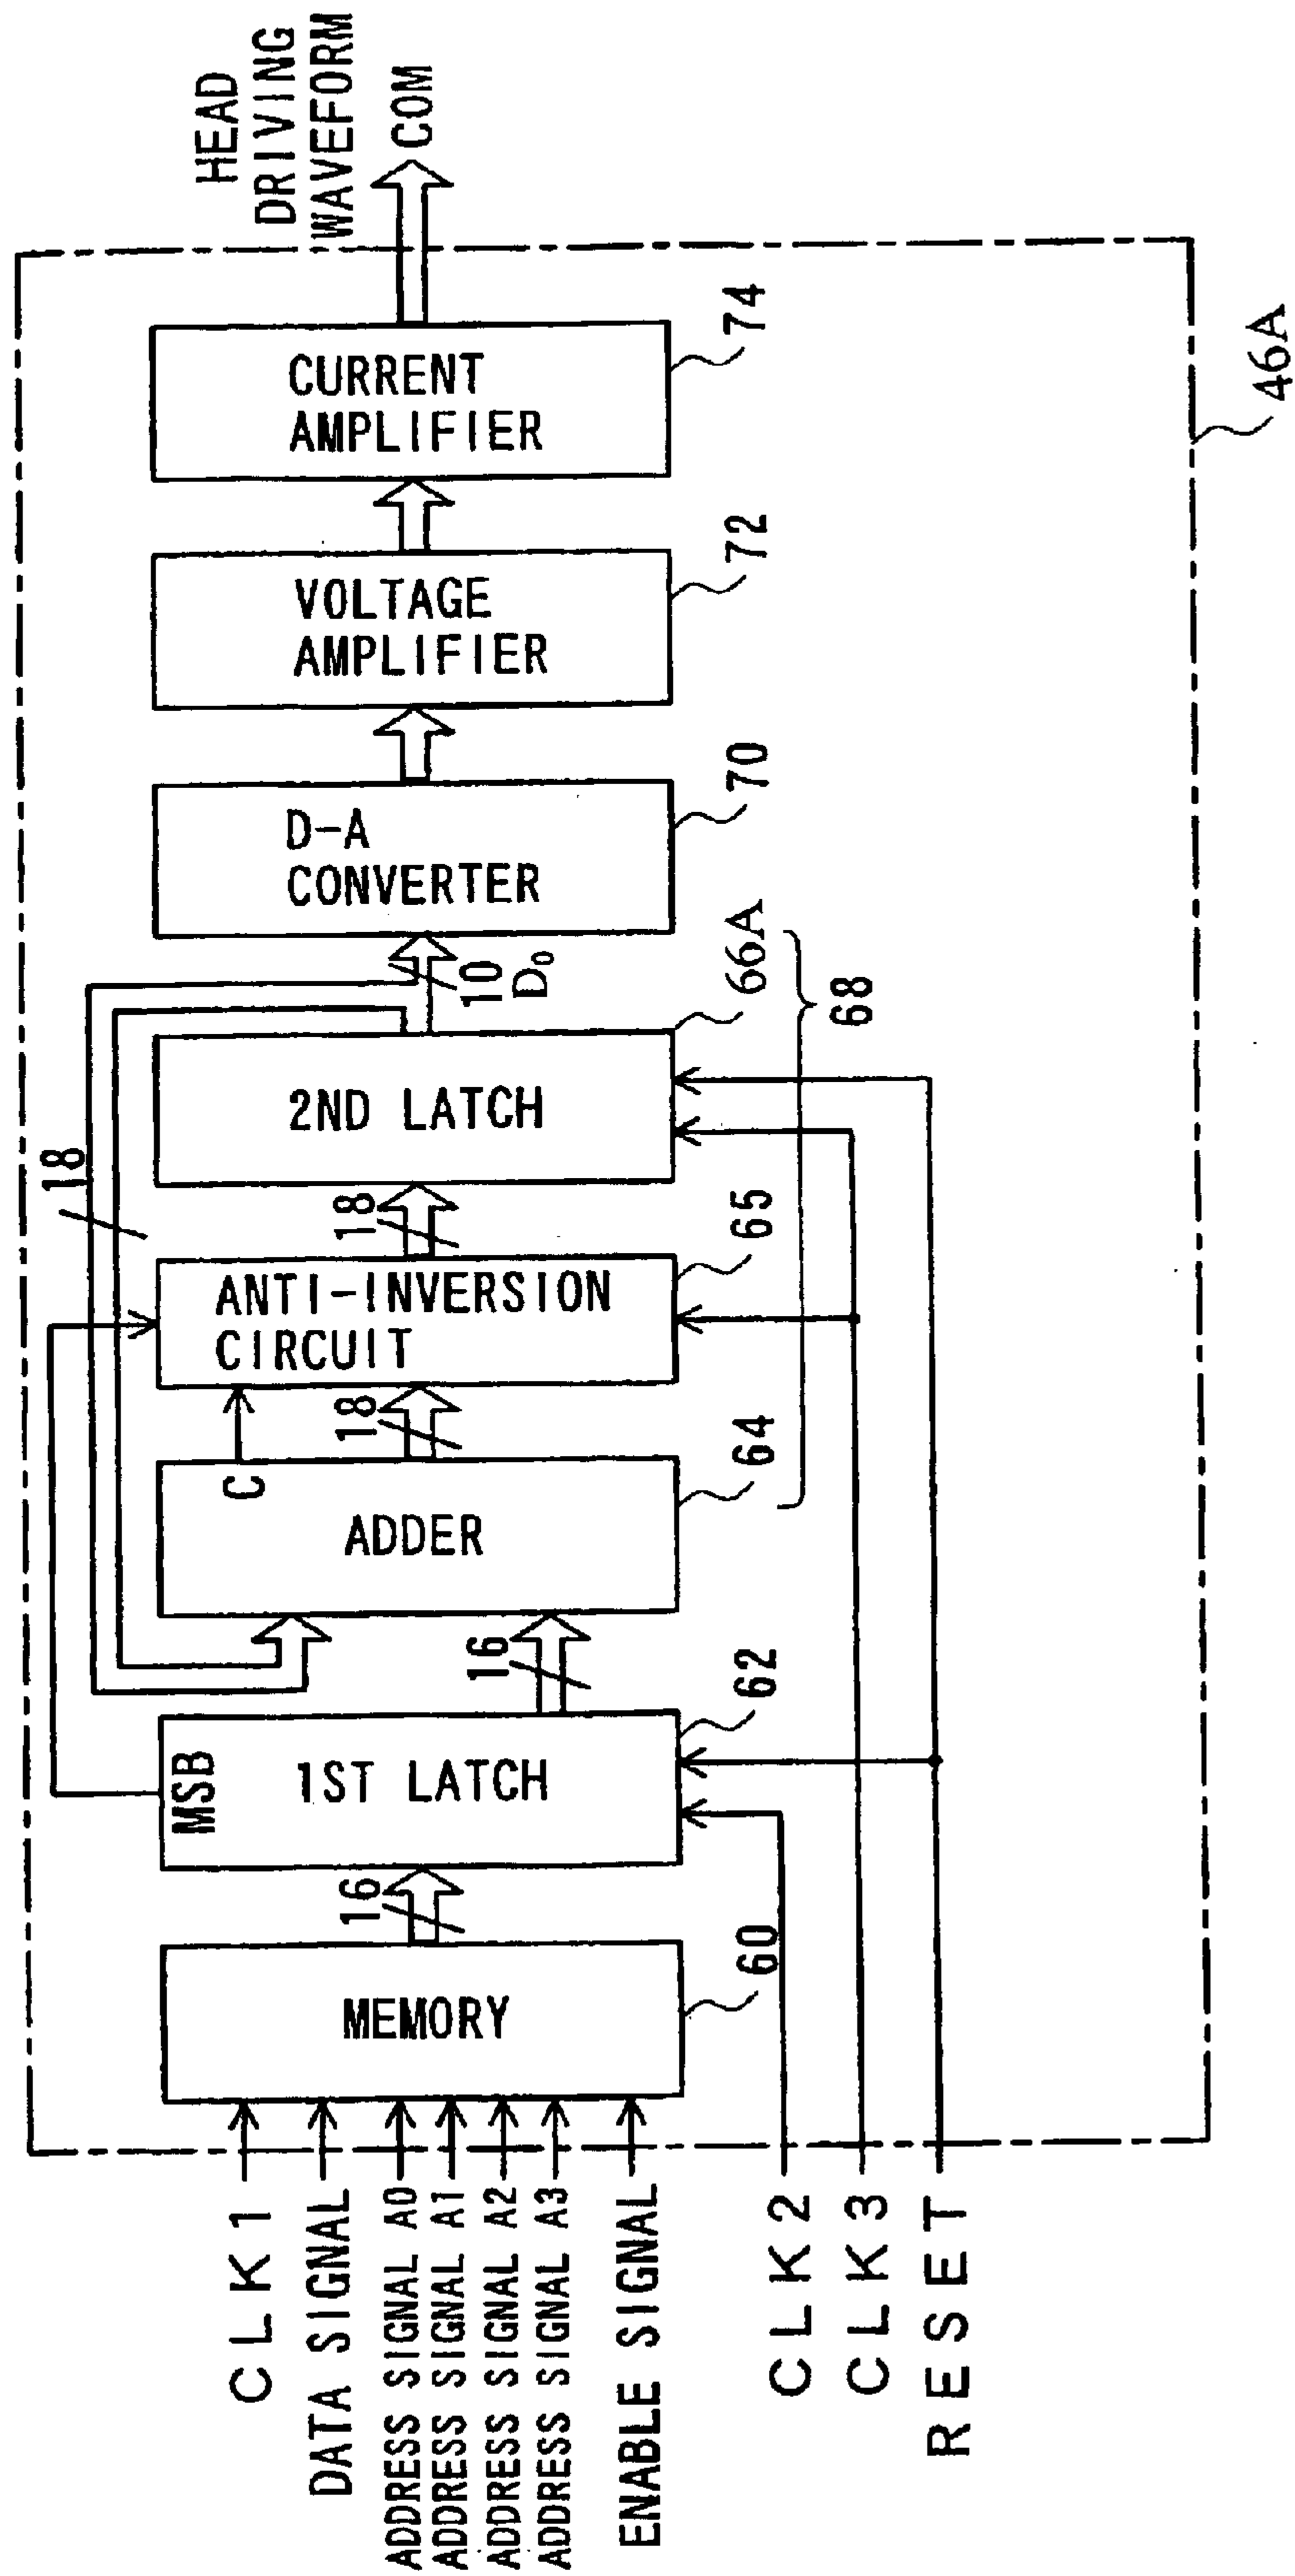 CLK1
DATA SIGNAL
ADDRESS SIGNAL A0
ADDRESS SIGNAL A1
ADDRESS SIGNAL A2
ADDRESS SIGNAL A3
ENABLE SIGNAL
CLK2
CLK3
RESET
MEMORY
60
16
MSB
1ST LATCH
62
16
18
C
ADDER
64
18
ANTI-INVERSION
CIRCUIT
65
18
2ND LATCH
66A
68
10
D0
D-A
CONVERTER
70
VOLTAGE
AMPLIFIER
72
CURRENT
AMPLIFIER
74
HEAD
DRIVING
WAVEFORM
COM
46A